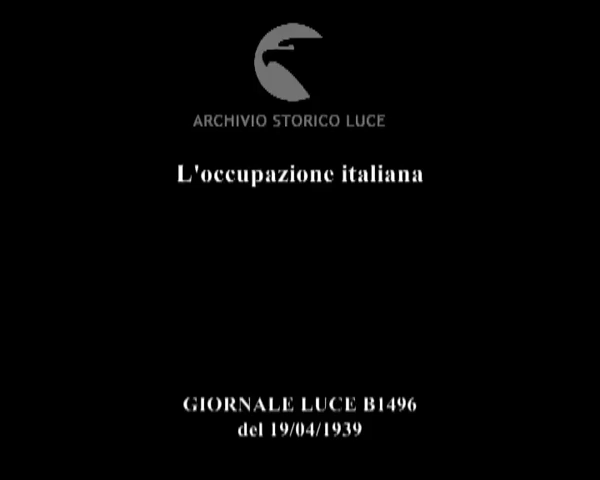 ARCHIVIO STORICO LUCE
L'occupazione italiana
GIORNALE LUCE B1496
del 19/04/1939